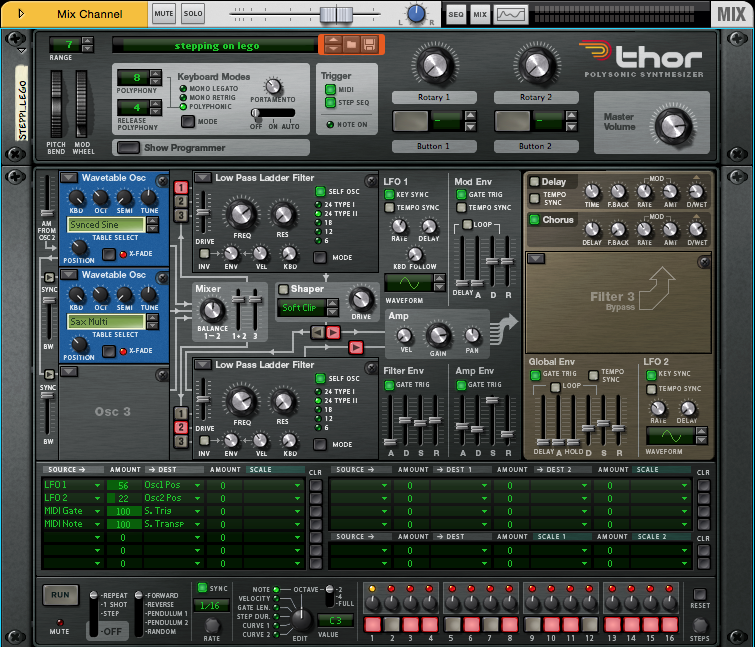 Mix Channel MUTE SOLO L R SEQ MIX MIX
7 RANGE
stepping on lego
STEPP.LEGO
PITCH BEND MOD WHEEL
8 POLYPHONY
4 RELEASE POLYPHONY
Keyboard Modes
MONO LEGATO
MONO RETRIG
POLYPHONIC
MODE
PORTAMENTO
OFF ON AUTO
Trigger
MIDI
STEP SEQ
NOTE ON
Show Programmer
Rotary 1 Rotary 2
Button 1 Button 2
thor
POLYSONIC SYNTHESIZER
Master Volume
AM FROM OSC 2
Wavetable Osc
KBD OCT SEMI TUNE
Synced Sine
TABLE SELECT
POSITION X-FADE
SYNC
BW
Wavetable Osc
KBD OCT SEMI TUNE
Sax Multi
TABLE SELECT
POSITION X-FADE
SYNC
BW
Osc 3
1
2
3
Low Pass Ladder Filter
DRIVE FREQ RES
SELF OSC
24 TYPE I
24 TYPE II
18
12
6
MODE
INV ENV VEL KBD
Mixer
BALANCE
1 – 2 1+2 3
Shaper
Soft Clip
DRIVE
Amp
VEL GAIN PAN
1
2
3
Low Pass Ladder Filter
DRIVE FREQ RES
SELF OSC
24 TYPE I
24 TYPE II
18
12
6
MODE
INV ENV VEL KBD
LFO 1
KEY SYNC
TEMPO SYNC
RATE DELAY
KBD FOLLOW
WAVEFORM
Mod Env
GATE TRIG
TEMPO SYNC
LOOP
DELAY A D R
Filter Env
GATE TRIG
A D S R
Amp Env
GATE TRIG
A D S R
Delay
TEMPO SYNC
MOD
TIME F.BACK RATE AMT D/WET
Chorus
MOD
DELAY F.BACK RATE AMT D/WET
Filter 3
Bypass
Global Env
GATE TRIG
LOOP
TEMPO SYNC
DELAY A HOLD D S R
LFO 2
KEY SYNC
TEMPO SYNC
RATE DELAY
WAVEFORM
SOURCE AMOUNT DEST AMOUNT SCALE CLR
LFO 1 56 Osc1 Pos 0
LFO 2 22 Osc2 Pos 0
MIDI Gate 100 S. Trig 0
MIDI Note 100 S. Transp 0
0 0
0 0
0 0
SOURCE AMOUNT DEST 1 AMOUNT DEST 2 AMOUNT SCALE CLR
0 0 0
0 0 0
0 0 0
0 0 0
SOURCE AMOUNT DEST AMOUNT SCALE 1 AMOUNT SCALE 2 CLR
0 0 0
0 0 0
RUN
MUTE
REPEAT
1 SHOT
STEP
-OFF
FORWARD
REVERSE
PENDULUM 1
PENDULUM 2
RANDOM
SYNC
1/16
RATE
NOTE
VELOCITY
GATE LEN.
STEP DUR.
CURVE 1
CURVE 2
EDIT
OCTAVE
2
4
FULL
C 3
VALUE
1 2 3 4 5 6 7 8 9 10 11 12 13 14 15 16
RESET
STEPS